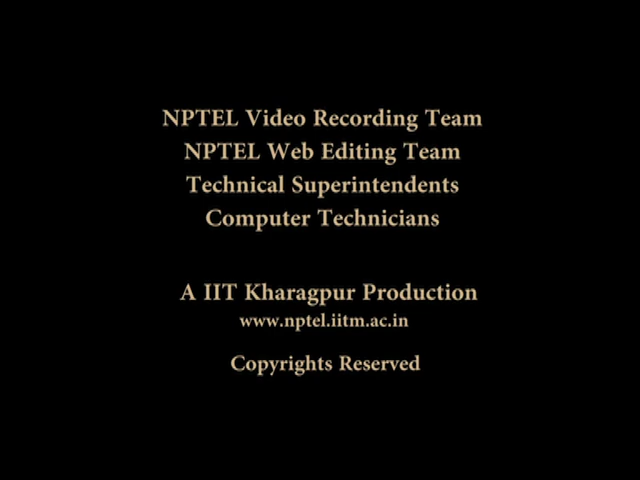 NPTEL Video Recording Team
NPTEL Web Editing Team
Technical Superintendents
Computer Technicians
A IIT Kharagpur Production
www.nptel.iitm.ac.in
Copyrights Reserved